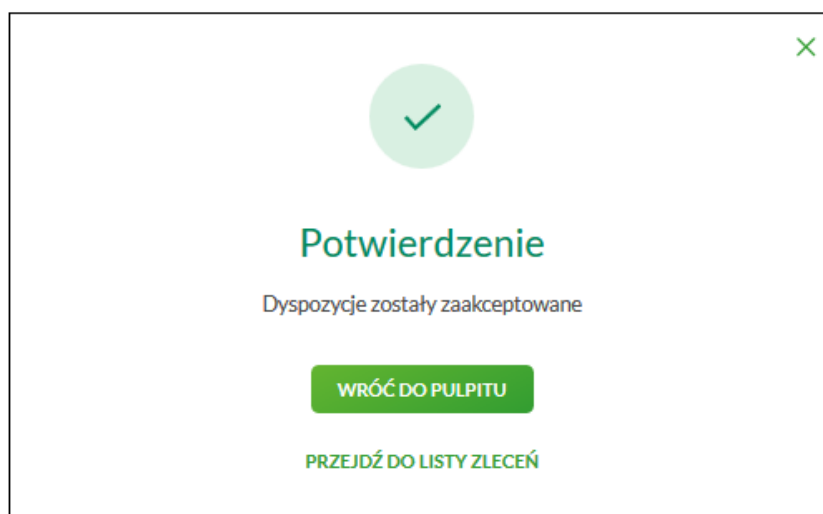 Potwierdzenie
Dyspozycje zostały zaakceptowane
WRÓĆ DO PULPITU
PRZEJDŹ DO LISTY ZLECEŃ